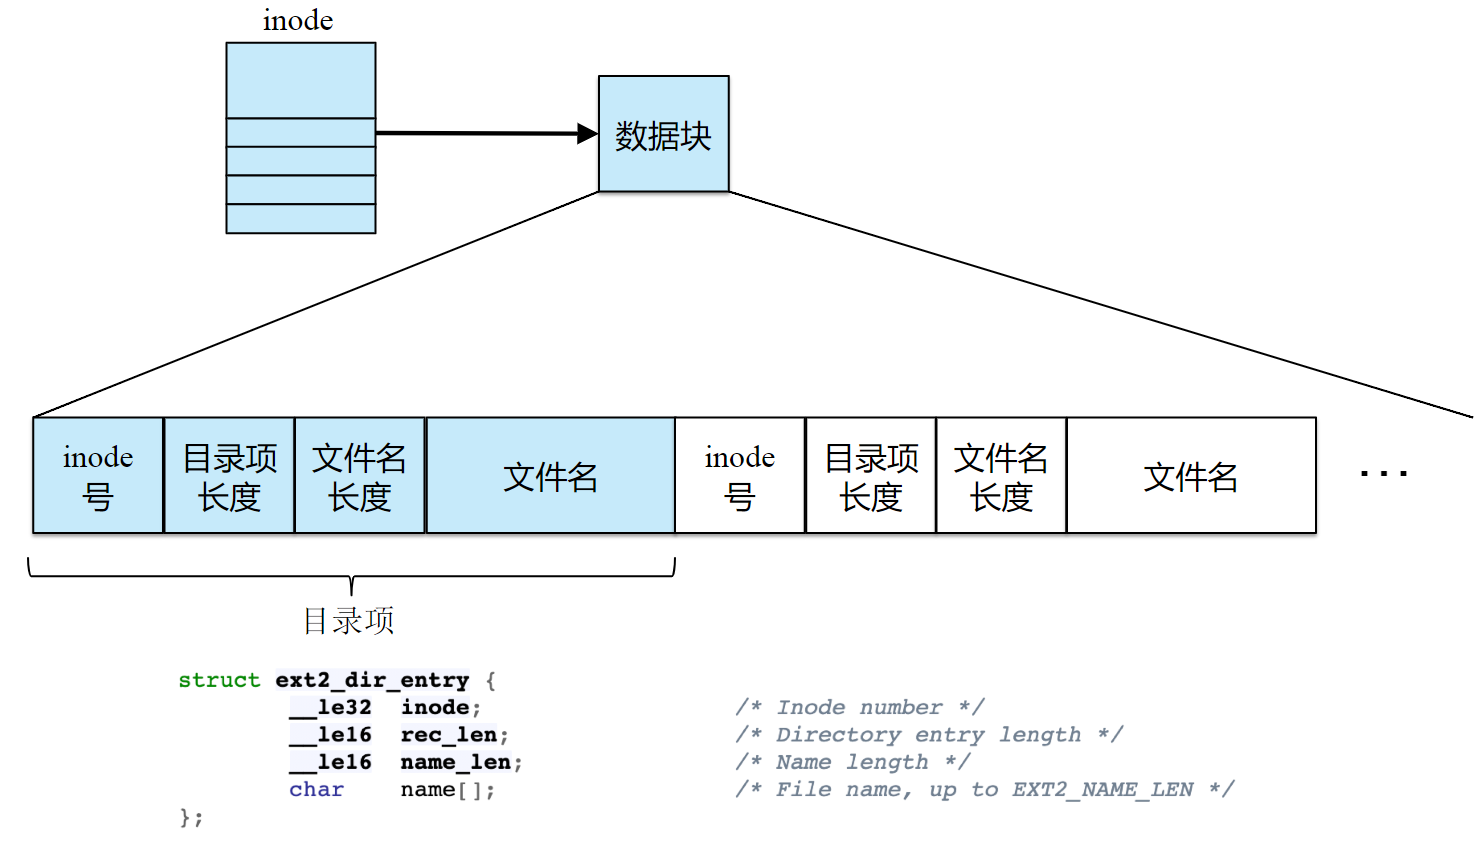 inode
数据块
inode
号
目录项
长度
文件名
长度
文件名
inode
号
目录项
长度
文件名
长度
文件名
...
目录项
struct ext2_dir_entry {
__le32 inode; /* Inode number */
__le16 rec_len; /* Directory entry length */
__le16 name_len; /* Name length */
char name[]; /* File name, up to EXT2_NAME_LEN */
};